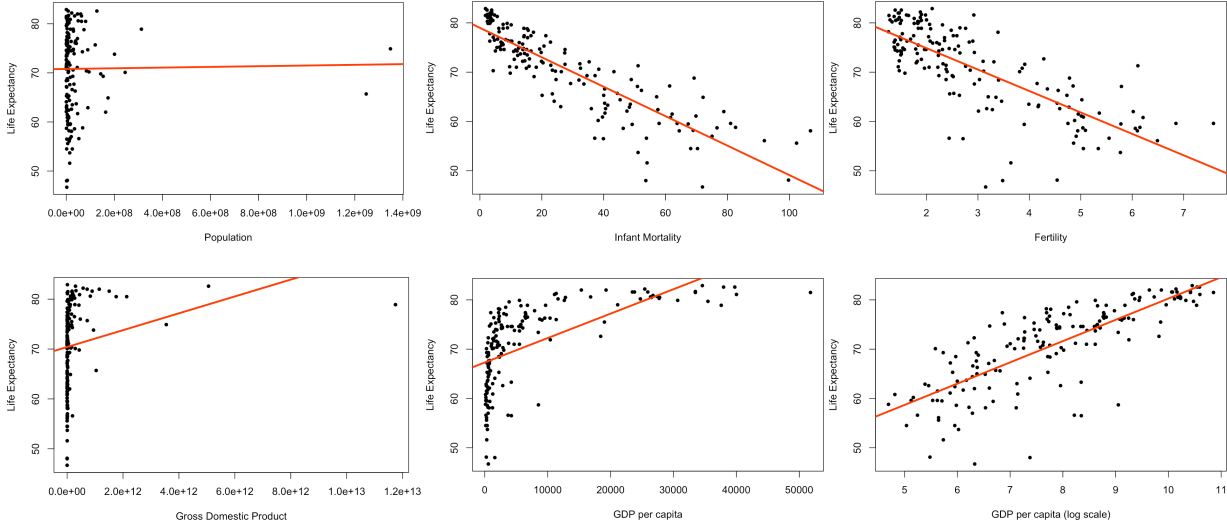 Life Expectancy
80
70
60
50
0.0e+00 2.0e+08 4.0e+08 6.0e+08 8.0e+08 1.0e+09 1.2e+09 1.4e+09
Population
Life Expectancy
80
70
60
50
0 20 40 60 80 100
Infant Mortality
Life Expectancy
80
70
60
50
2 3 4 5 6 7
Fertility
Life Expectancy
80
70
60
50
0.0e+00 2.0e+12 4.0e+12 6.0e+12 8.0e+12 1.0e+13 1.2e+13
Gross Domestic Product
Life Expectancy
80
70
60
50
0 10000 20000 30000 40000 50000
GDP per capita
Life Expectancy
80
70
60
50
5 6 7 8 9 10 11
GDP per capita (log scale)